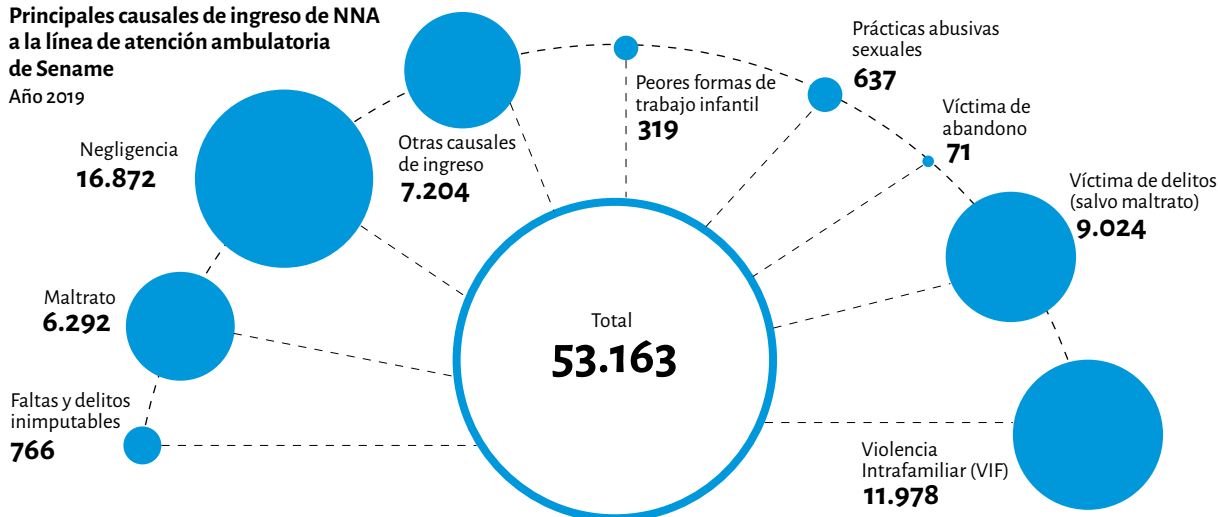 Principales causales de ingreso de NNA
a la línea de atención ambulatoria
de Sename
Año 2019
Faltas y delitos
inimputables
766
Maltrato
6.292
Negligencia
16.872
Otras causales
de ingreso
7.204
Peores formas de
trabajo infantil
319
Prácticas abusivas
sexuales
637
Víctima de
abandono
71
Víctima de delitos
(salvo maltrato)
9.024
Violencia
Intrafamiliar (VIF)
11.978
Total
53.163